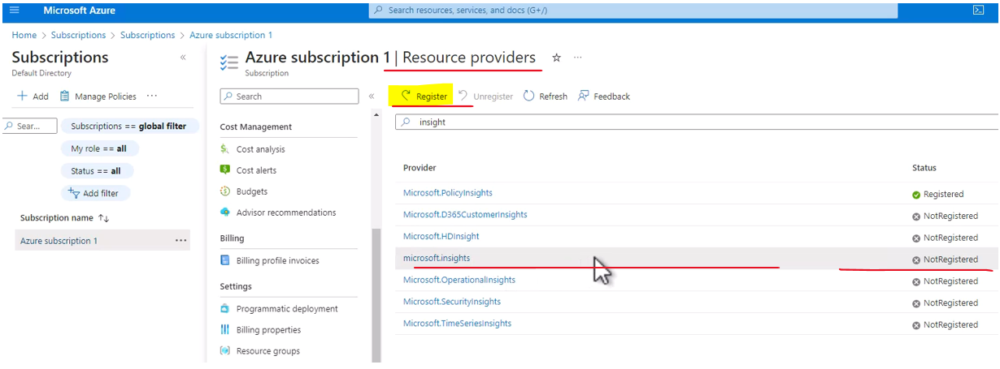 Microsoft Azure
Search resources, services, and docs (G+/)
Home > Subscriptions > Subscriptions > Azure subscription 1
Subscriptions
Default Directory
Azure subscription 1 | Resource providers
Subscription
Add Manage Policies
Search
Register Unregister Refresh Feedback
Sear... Subscriptions == global filter
My role == all
Status == all
Add filter
Subscription name
Azure subscription 1
Cost Management
Cost analysis
Cost alerts
Budgets
Advisor recommendations
Billing
Billing profile invoices
Settings
Programmatic deployment
Billing properties
Resource groups
insight
Provider Status
Microsoft.PolicyInsights Registered
Microsoft.D365CustomerInsights NotRegistered
Microsoft.HDInsight NotRegistered
microsoft.insights NotRegistered
Microsoft.OperationalInsights NotRegistered
Microsoft.SecurityInsights NotRegistered
Microsoft.TimeSeriesInsights NotRegistered